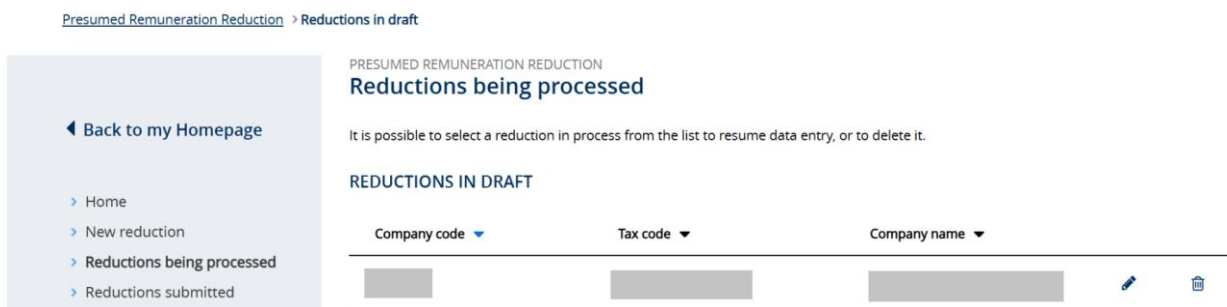 Presumed Remuneration Reduction > Reductions in draft
PRESUMED REMUNERATION REDUCTION
Reductions being processed
Back to my Homepage
It is possible to select a reduction in process from the list to resume data entry, or to delete it.
REDUCTIONS IN DRAFT
> Home
> New reduction
> Reductions being processed
> Reductions submitted
Company code Tax code Company name